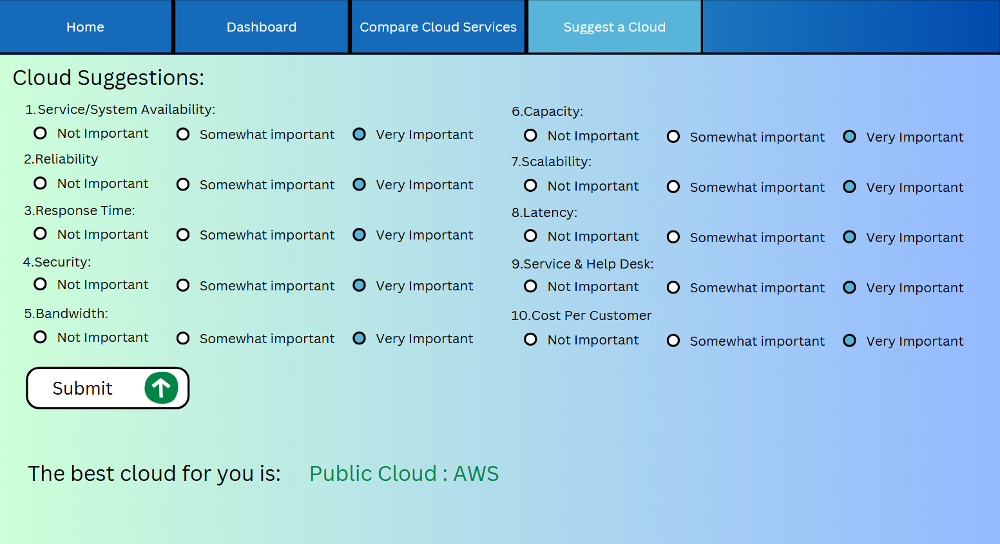 Home
Dashboard
Compare Cloud Services
Suggest a Cloud
Cloud Suggestions:
1.Service/System Availability:
Not Important
Somewhat important
Very Important
2.Reliability
Not Important
Somewhat important
Very Important
3.Response Time:
Not Important
Somewhat important
Very Important
4.Security:
Not Important
Somewhat important
Very Important
5.Bandwidth:
Not Important
Somewhat important
Very Important
6.Capacity:
Not Important
Somewhat important
Very Important
7.Scalability:
Not Important
Somewhat important
Very Important
8.Latency:
Not Important
Somewhat important
Very Important
9.Service & Help Desk:
Not Important
Somewhat important
Very Important
10.Cost Per Customer
Not Important
Somewhat important
Very Important
Submit
The best cloud for you is: Public Cloud : AWS